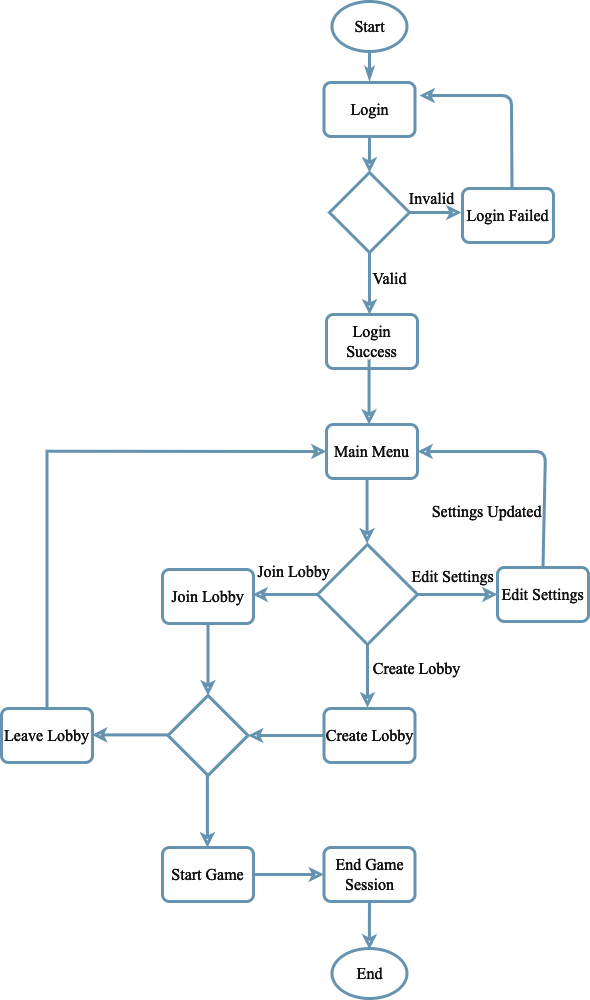 Start
Login
Invalid
Login Failed
Valid
Login
Success
Main Menu
Settings Updated
Join Lobby
Edit Settings
Join Lobby
Edit Settings
Create Lobby
Leave Lobby
Create Lobby
Start Game
End Game
Session
End